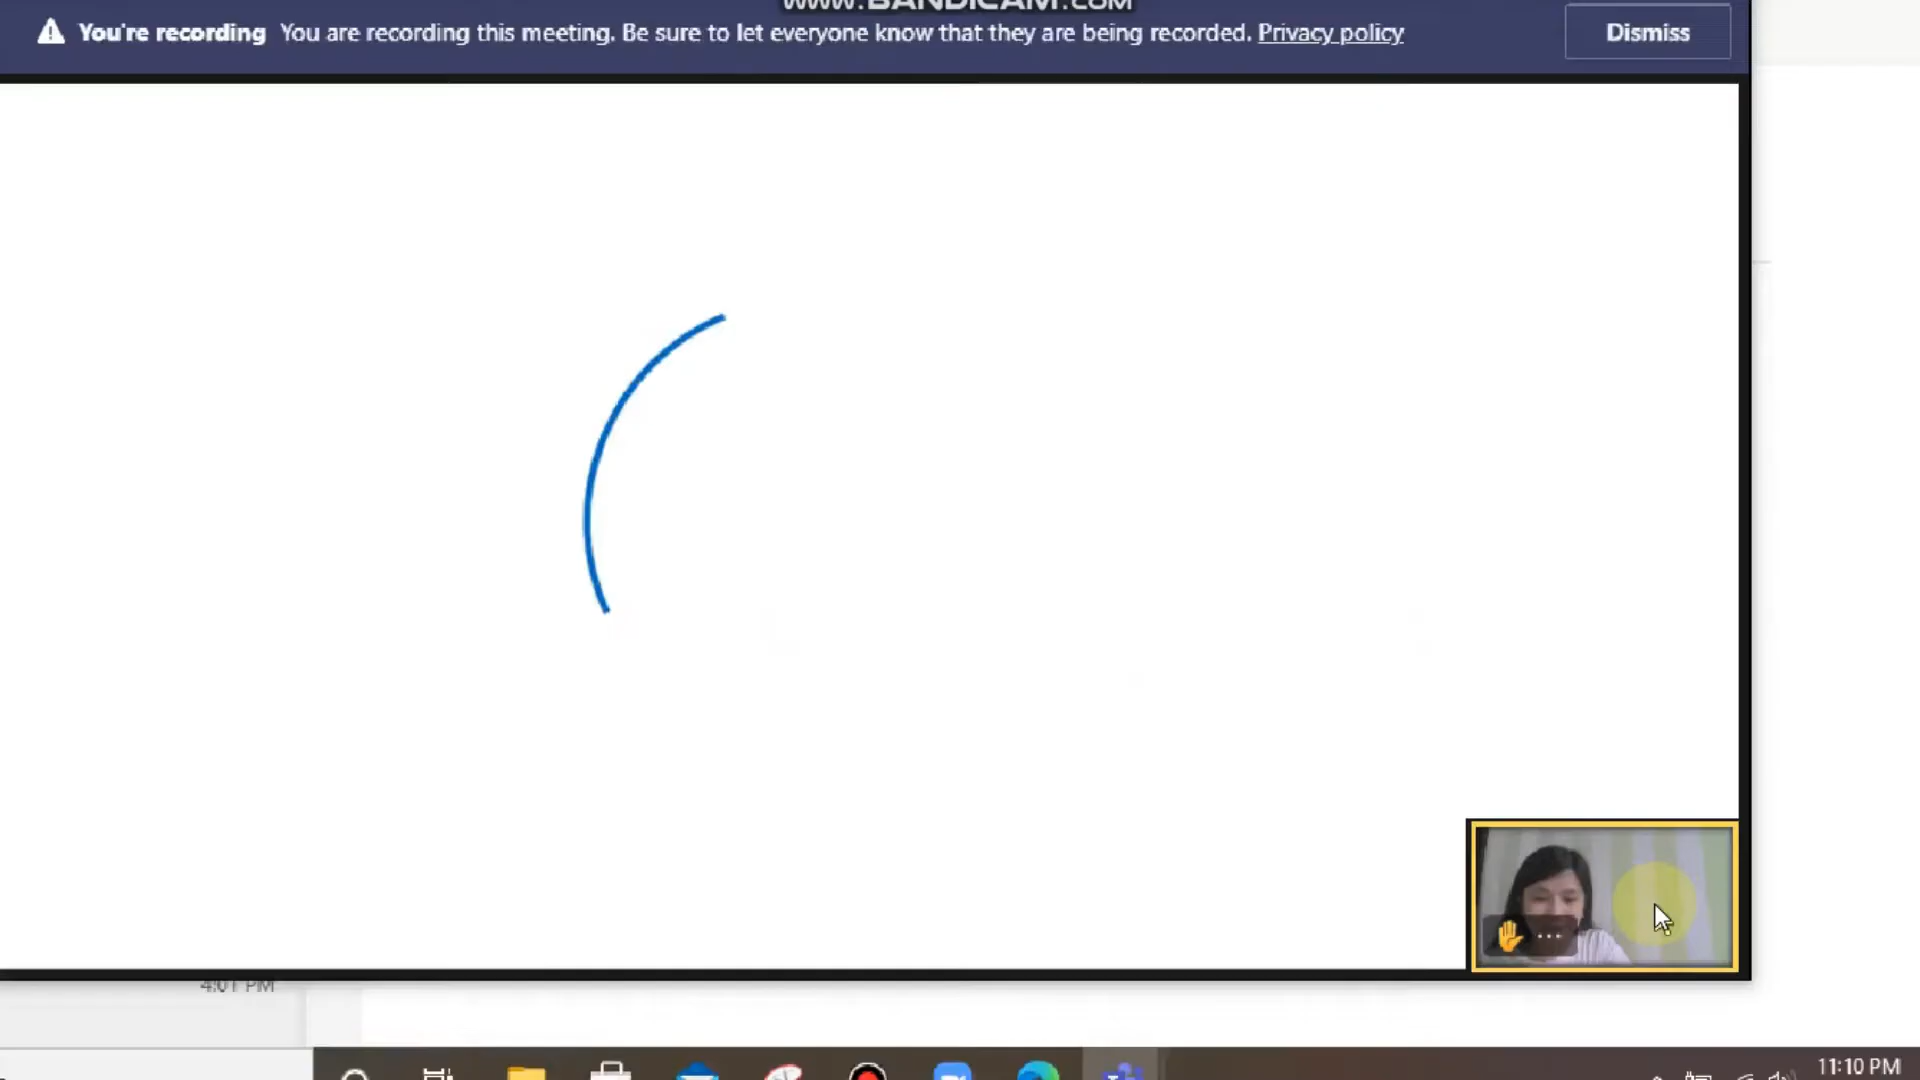 www.BANDICAM.COM
You're recording You are recording this meeting. Be sure to let everyone know that they are being recorded. Privacy policy
Dismiss
4:01 PM
11:10 PM